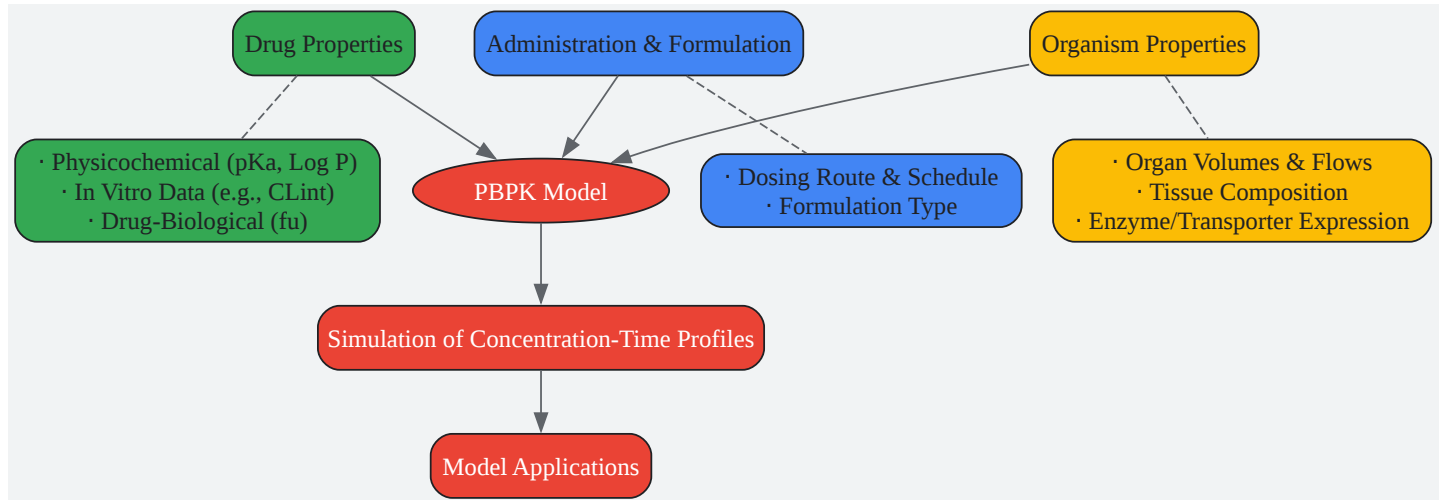 Drug Properties
Administration & Formulation
Organism Properties
· Physicochemical (pKa, Log P)
· In Vitro Data (e.g., CLint)
· Drug-Biological (fu)
PBPK Model
· Dosing Route & Schedule
· Formulation Type
· Organ Volumes & Flows
· Tissue Composition
· Enzyme/Transporter Expression
Simulation of Concentration-Time Profiles
Model Applications